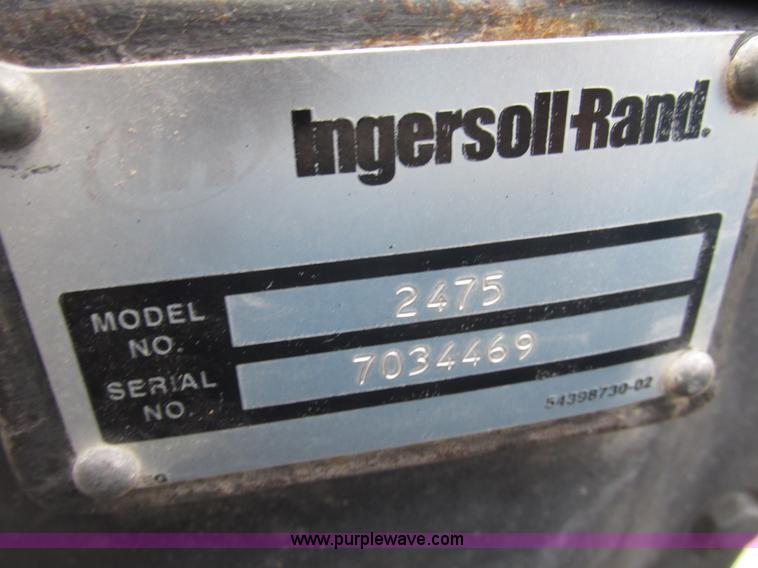 Ingersoll-Rand.
MODEL NO. 2475
SERIAL NO. 7034469
54398730-02
G
www.purplewave.com